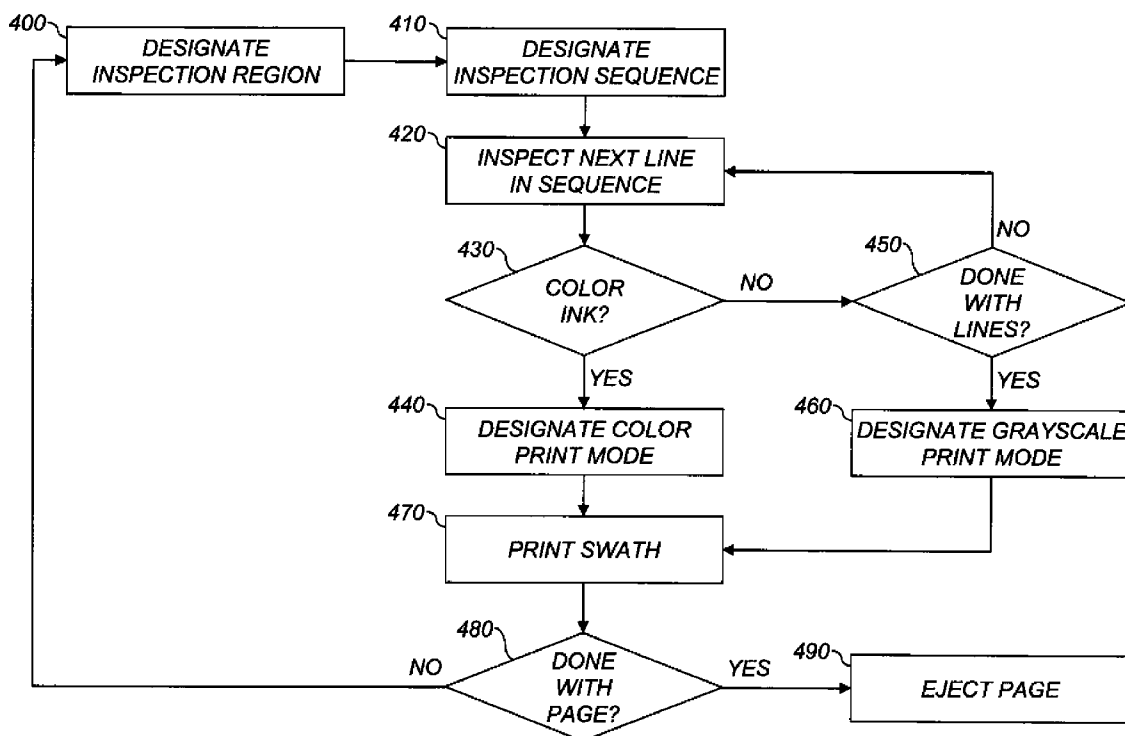 400
DESIGNATE
INSPECTION REGION
410
DESIGNATE
INSPECTION SEQUENCE
420
INSPECT NEXT LINE
IN SEQUENCE
430
COLOR
INK?
NO
YES
450
DONE
WITH
LINES?
NO
YES
440
DESIGNATE COLOR
PRINT MODE
460
DESIGNATE GRAYSCALE
PRINT MODE
470
PRINT SWATH
480
DONE
WITH
PAGE?
NO
YES
490
EJECT PAGE